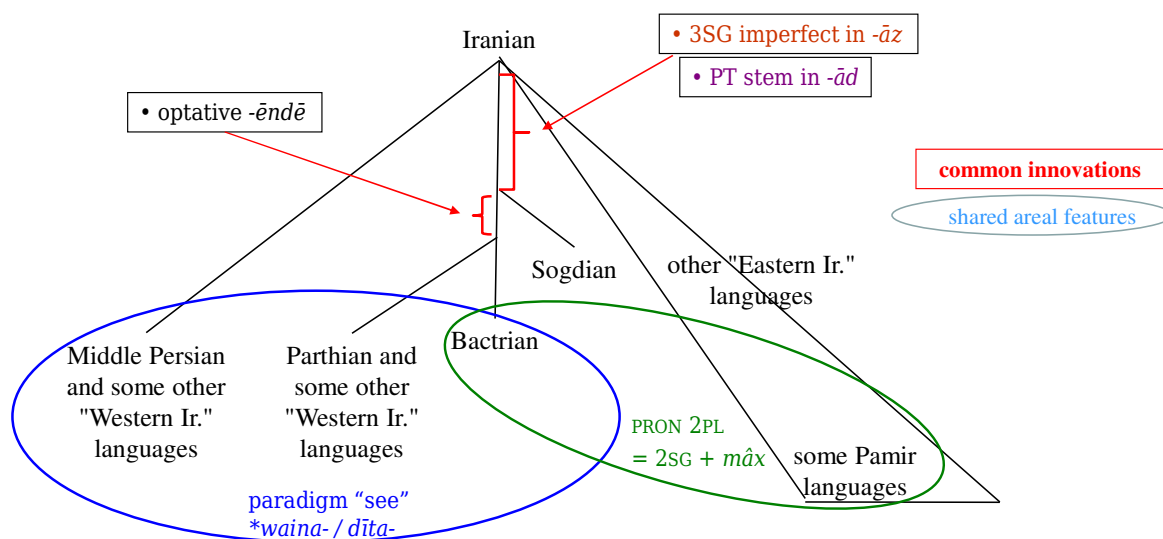 Iranian
• 3SG imperfect in -āz
• PT stem in -ād
• optative -ēndē
common innovations
shared areal features
Sogdian
other "Eastern Ir."
languages
Bactrian
Middle Persian
and some other
"Western Ir."
languages
Parthian and
some other
"Western Ir."
languages
PRON 2PL
= 2SG + mâx
some Pamir
languages
paradigm “see”
*waina- / dīta-